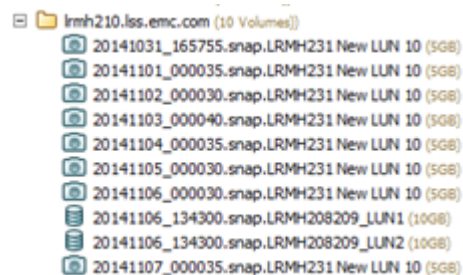 lrmh210.lss.emc.com (10 Volumes))
20141031_165755.snap.LRMH231 New LUN 10 (5GB)
20141101_000035.snap.LRMH231 New LUN 10 (5GB)
20141102_000030.snap.LRMH231 New LUN 10 (5GB)
20141103_000040.snap.LRMH231 New LUN 10 (5GB)
20141104_000035.snap.LRMH231 New LUN 10 (5GB)
20141105_000030.snap.LRMH231 New LUN 10 (5GB)
20141106_000030.snap.LRMH231 New LUN 10 (5GB)
20141106_134300.snap.LRMH208209_LUN1 (10GB)
20141106_134300.snap.LRMH208209_LUN2 (10GB)
20141107_000035.snap.LRMH231 New LUN 10 (5GB)